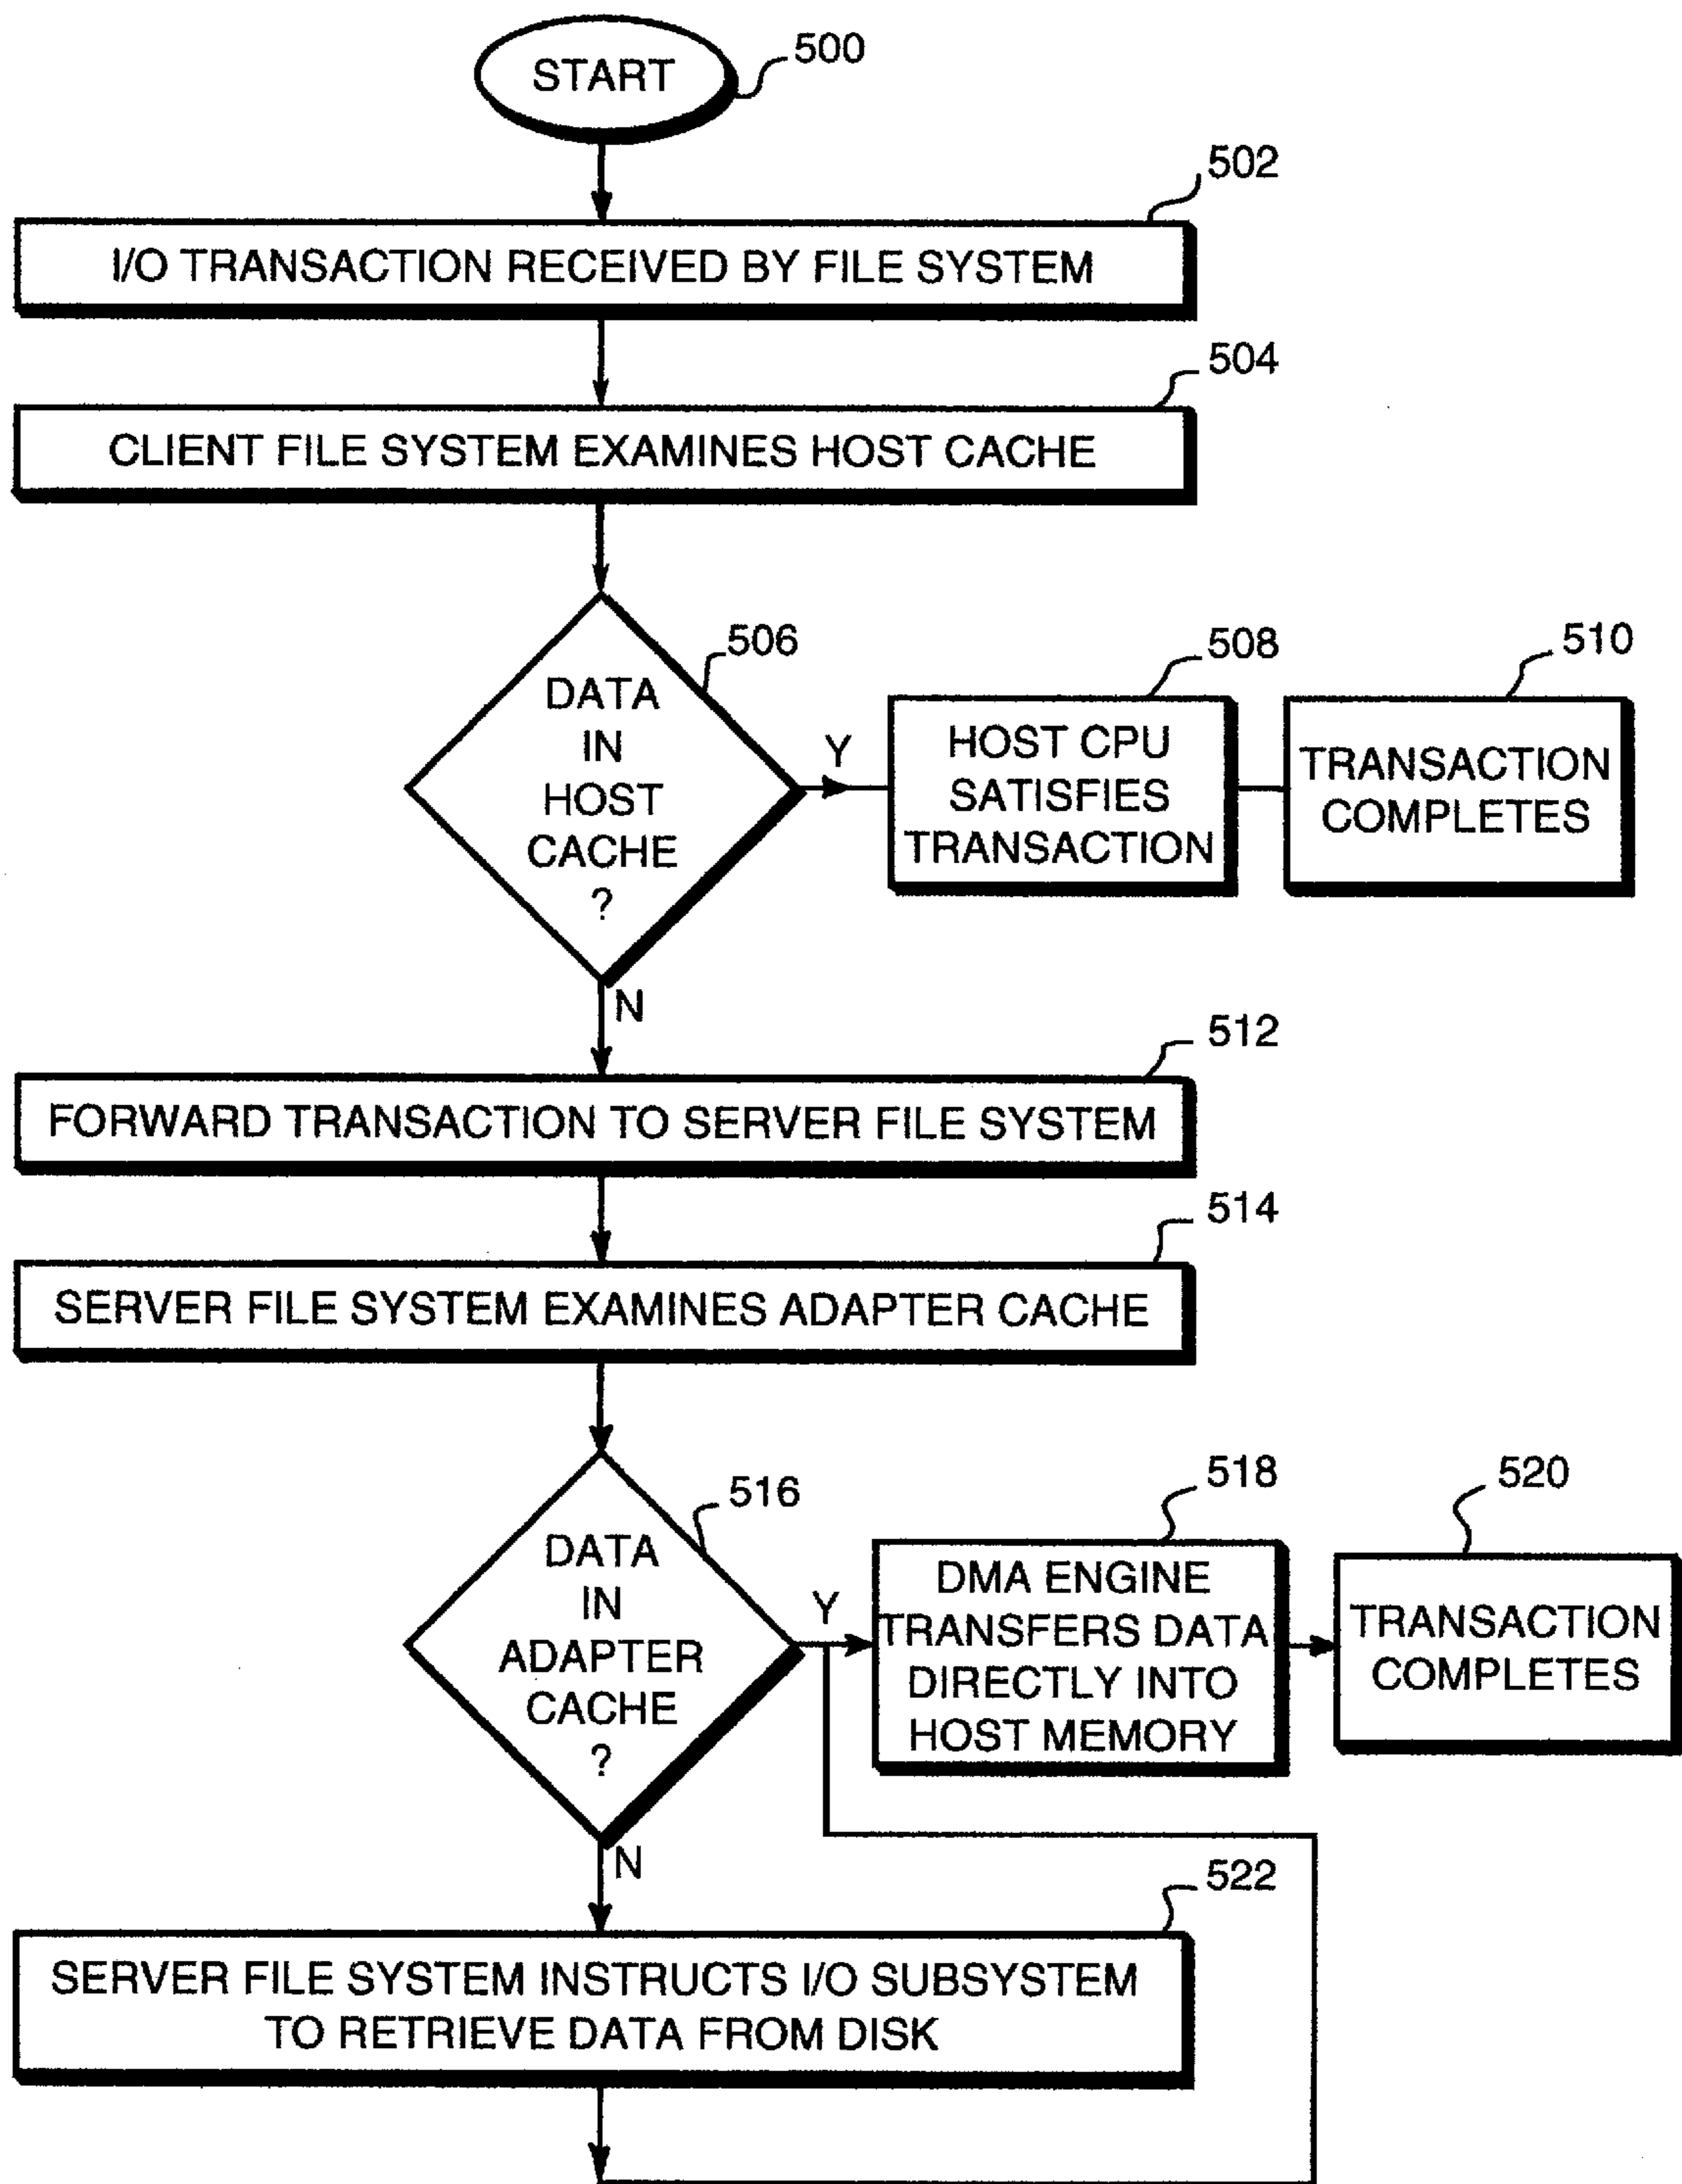 START
500
502
I/O TRANSACTION RECEIVED BY FILE SYSTEM
504
CLIENT FILE SYSTEM EXAMINES HOST CACHE
506
DATA
IN
HOST
CACHE
?
Y
508
HOST CPU
SATISFIES
TRANSACTION
510
TRANSACTION
COMPLETES
N
512
FORWARD TRANSACTION TO SERVER FILE SYSTEM
514
SERVER FILE SYSTEM EXAMINES ADAPTER CACHE
516
DATA
IN
ADAPTER
CACHE
?
Y
518
DMA ENGINE
TRANSFERS DATA
DIRECTLY INTO
HOST MEMORY
520
TRANSACTION
COMPLETES
N
522
SERVER FILE SYSTEM INSTRUCTS I/O SUBSYSTEM
TO RETRIEVE DATA FROM DISK